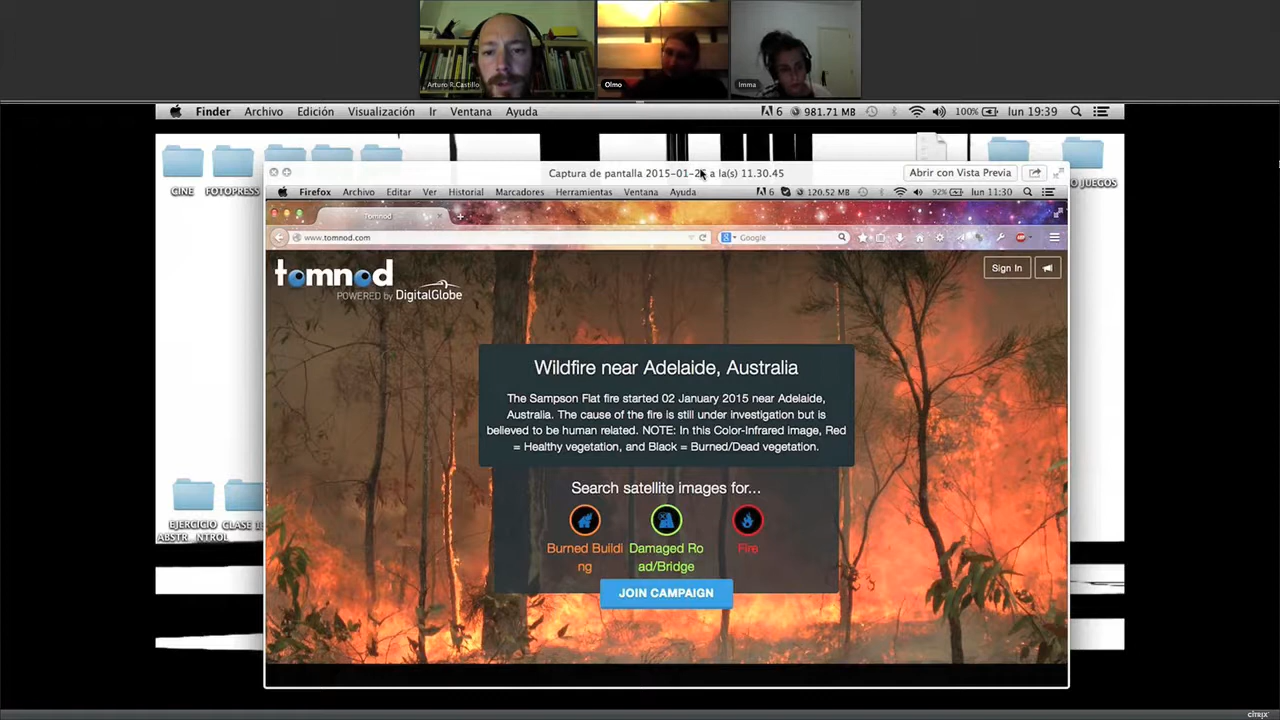 Arturo R.Castillo
Olmo
Imma
Finder Archivo Edición Visualización Ir Ventana Ayuda 6 981.71 MB 100% lun 19:39
CINE
FOTOPRESS
JUEGOS
Captura de pantalla 2015-01-2 a la(s) 11.30.45
Abrir con Vista Previa
Firefox Archivo Editar Ver Historial Marcadores Herramientas Ventana Ayuda 6 120.52 MB 92% lun 11:30
Tomnod
www.tomnod.com
Google
tomnod
POWERED by DigitalGlobe
Sign In
Wildfire near Adelaide, Australia
The Sampson Flat fire started 02 January 2015 near Adelaide,
Australia. The cause of the fire is still under investigation but is
believed to be human related. NOTE: In this Color-Infrared image, Red
= Healthy vegetation, and Black = Burned/Dead vegetation.
Search satellite images for...
Burned Buildi
ng
Damaged Ro
ad/Bridge
Fire
JOIN CAMPAIGN
EJERCICIO
ABSTR
CLASE 1
NTROL
CITRIX